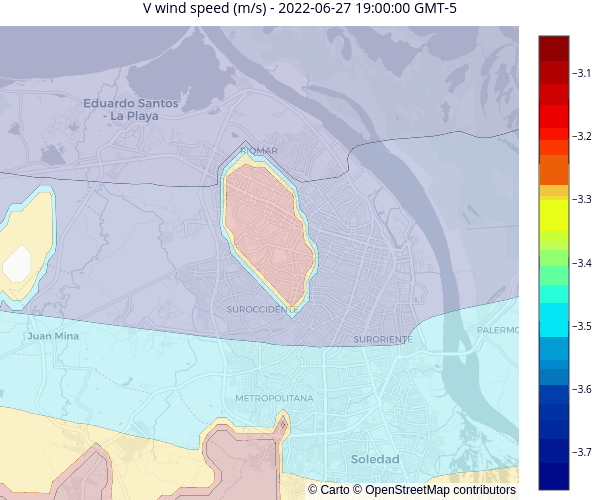 V wind speed (m/s) - 2022-06-27 19:00:00 GMT-5
Eduardo Santos
- La Playa
RIOMAR
SUROCCIDENTE
SURORIENTE
PALERMO
Juan Mina
METROPOLITANA
Soledad
© Carto © OpenStreetMap contributors
−3.1
−3.2
−3.3
−3.4
−3.5
−3.6
−3.7